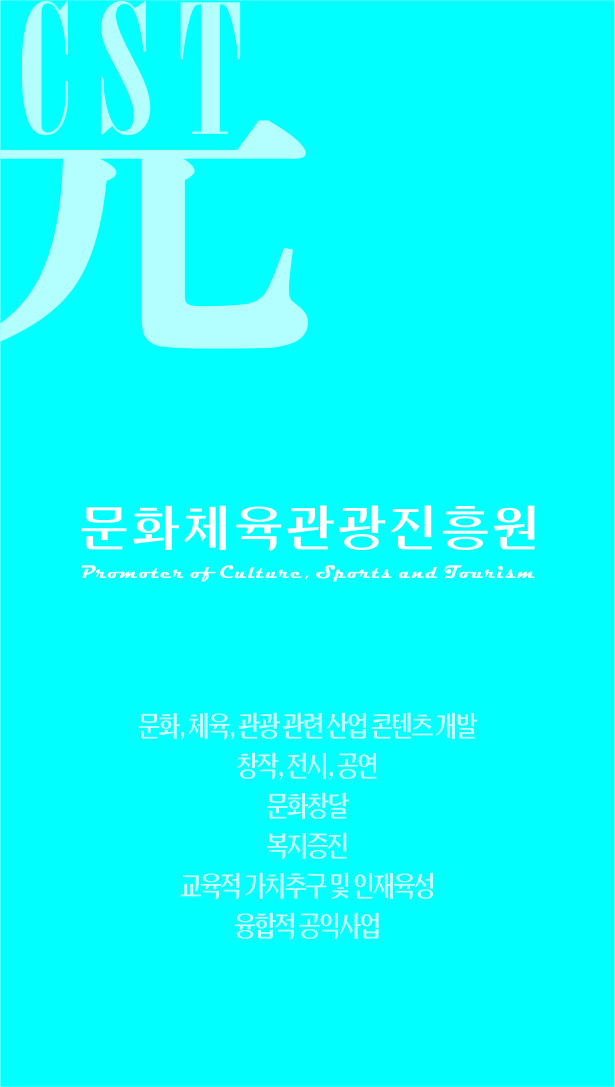 CST
문화체육관광진흥원
Promoter of Culture, Sports and Tourism
문화, 체육, 관광 관련 산업 콘텐츠 개발
창작, 전시, 공연
문화창달
복지증진
교육적 가치추구 및 인재육성
융합적 공익사업